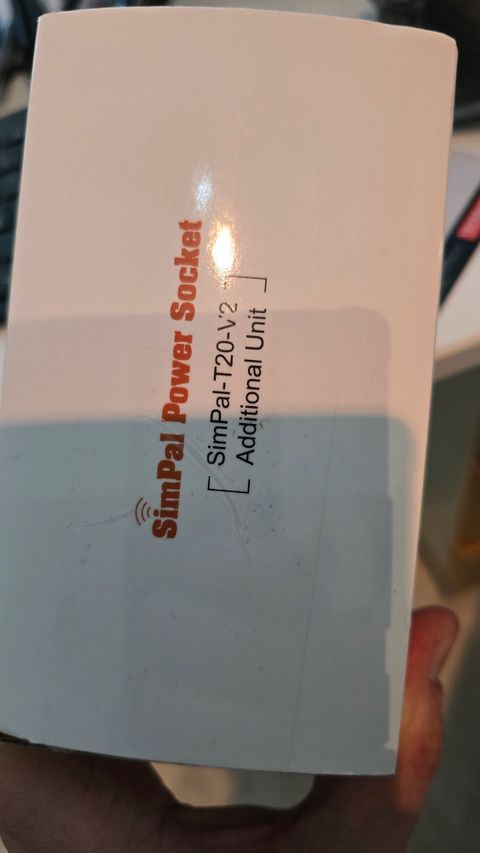 SimPal Power Socket
SimPal-T20-V2
Additional Unit